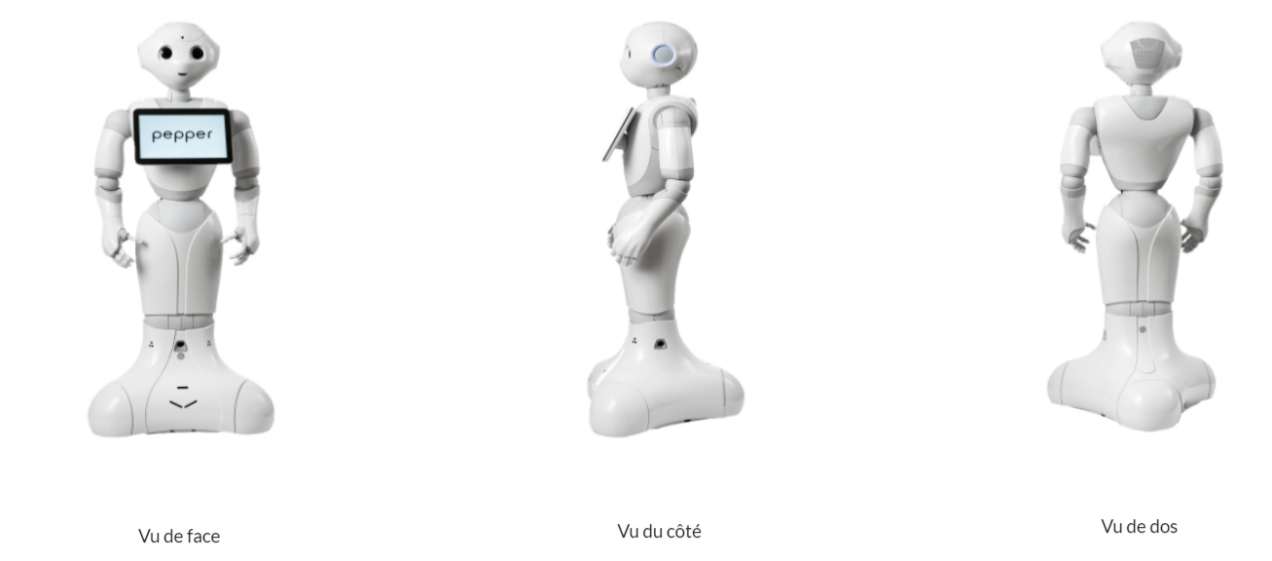 pepper
Vu de face
Vu du côté
Vu de dos